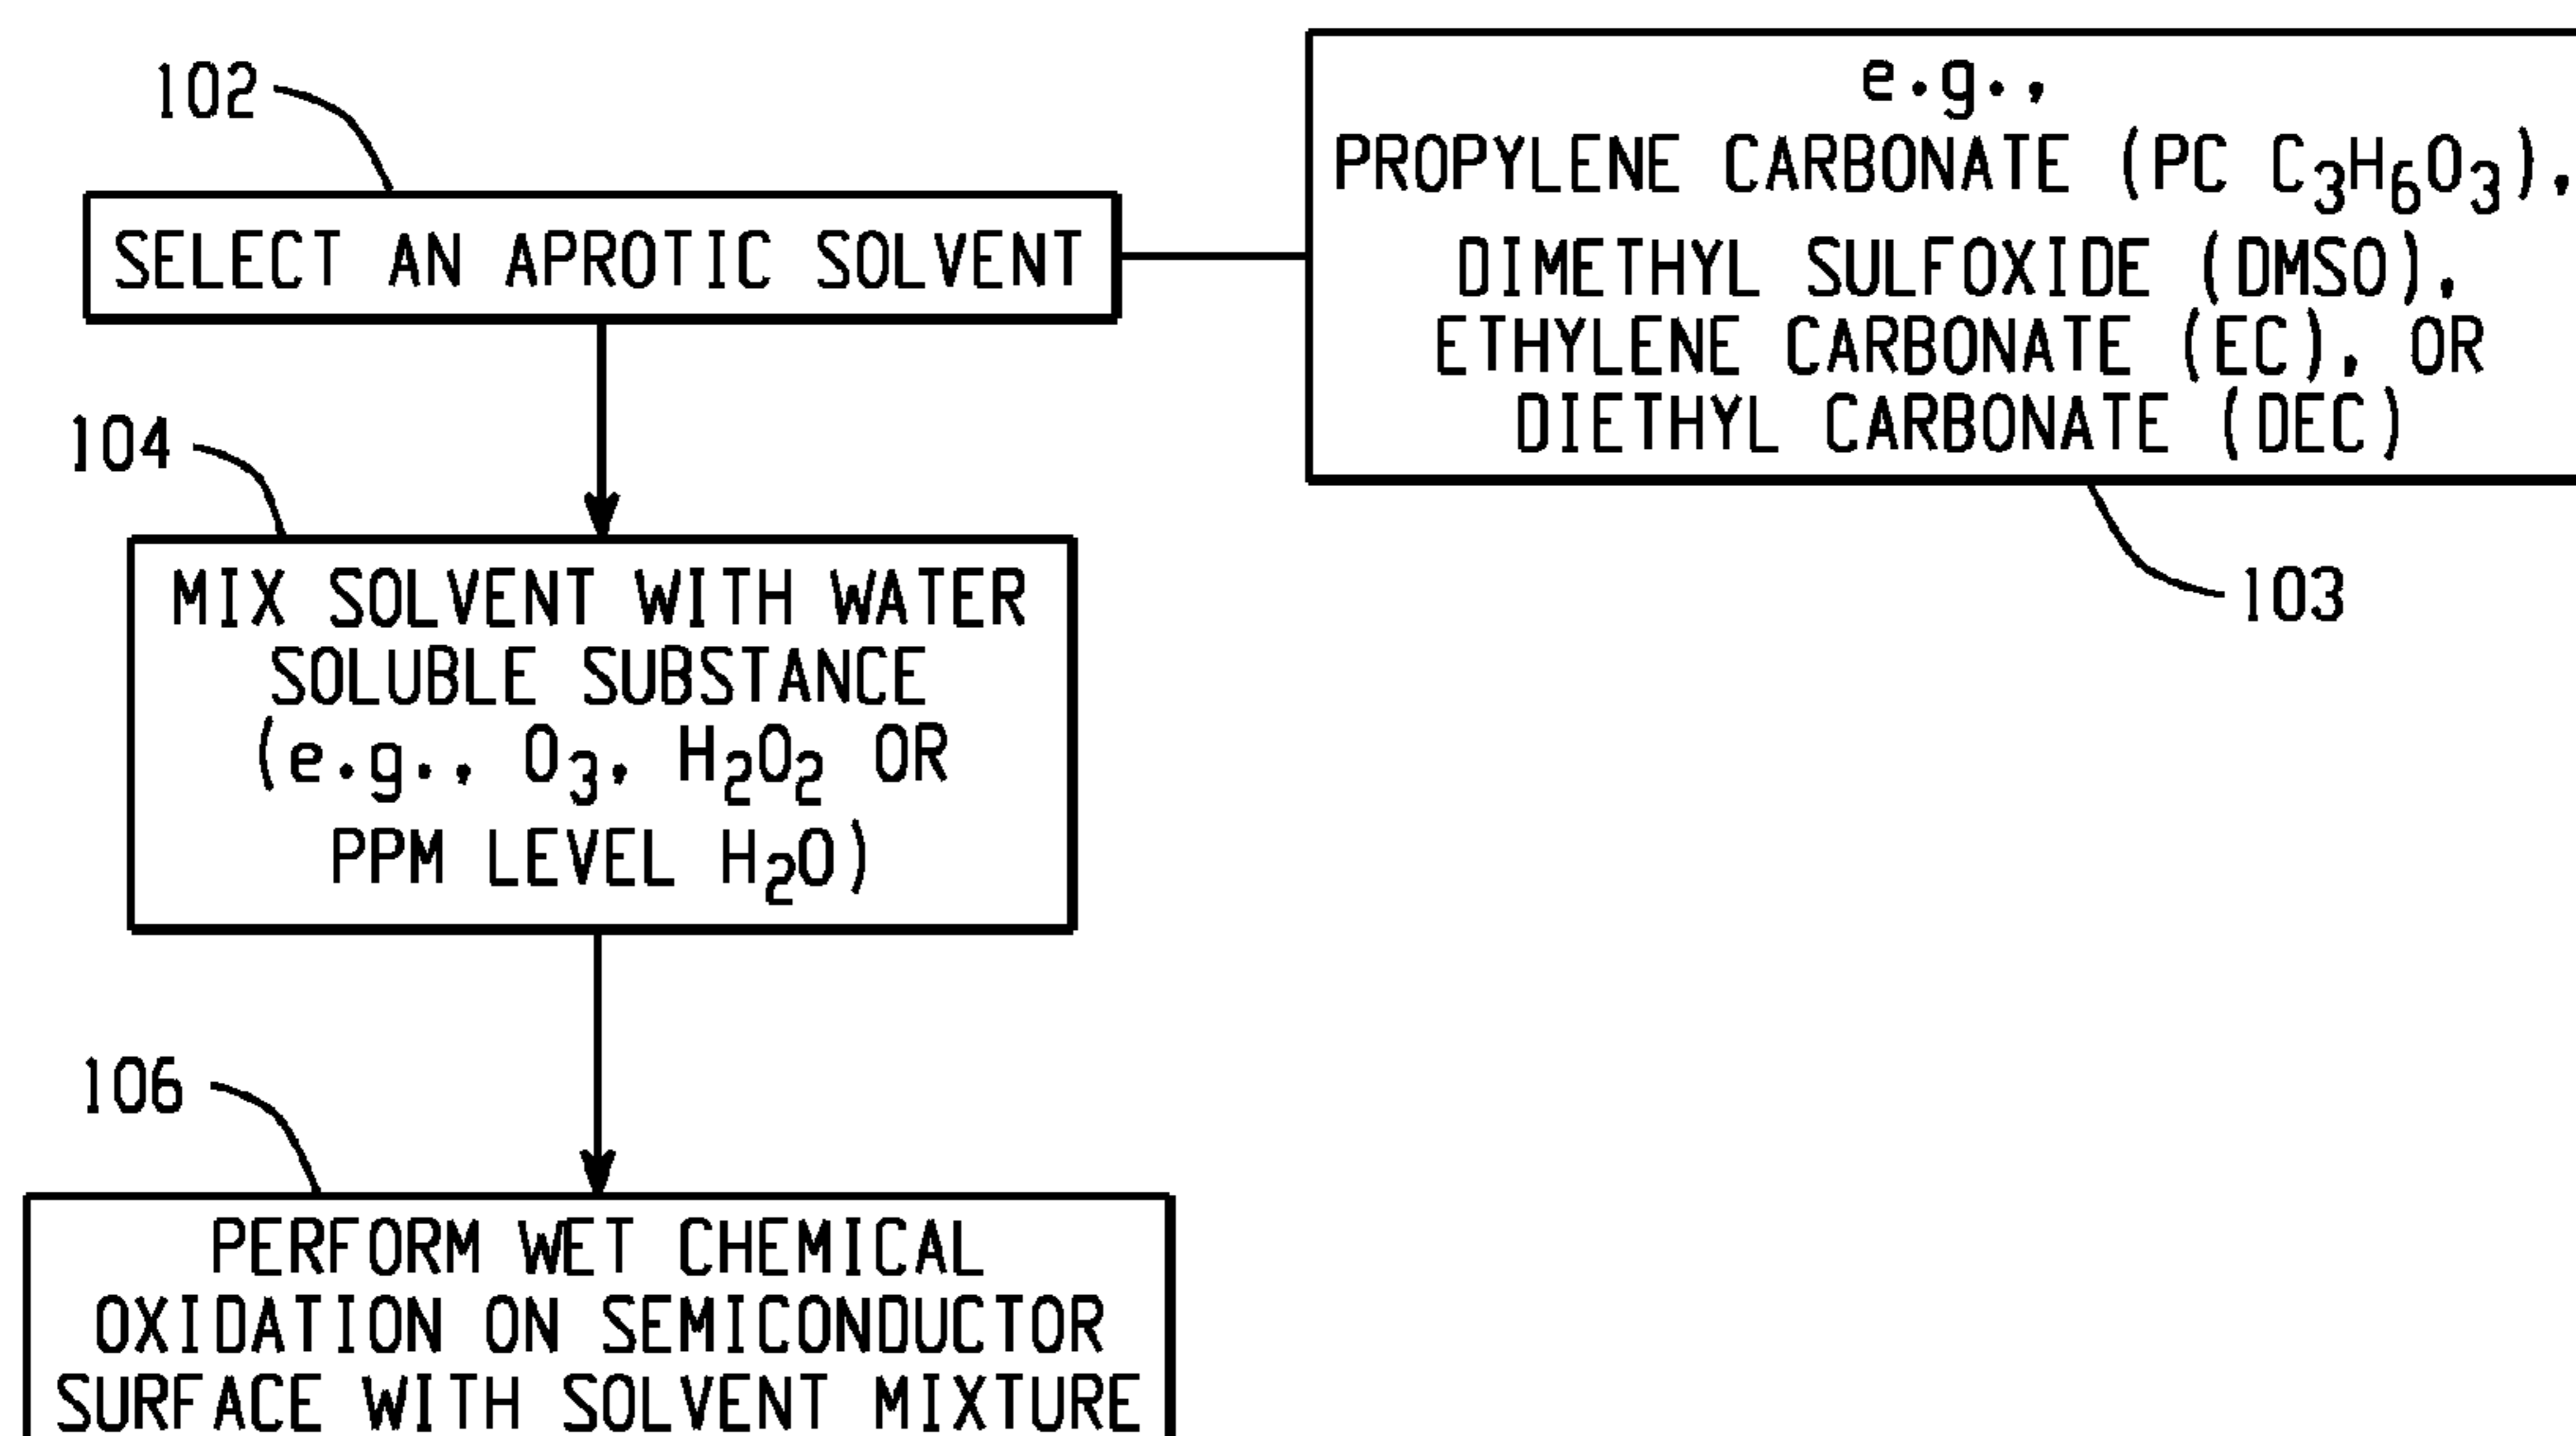 102
SELECT AN APROTIC SOLVENT
e.g.,
PROPYLENE CARBONATE (PC C3H6O3),
DIMETHYL SULFOXIDE (DMSO),
ETHYLENE CARBONATE (EC), OR
DIETHYL CARBONATE (DEC)
103
104
MIX SOLVENT WITH WATER
SOLUBLE SUBSTANCE
(e.g., O3, H2O2 OR
PPM LEVEL H2O)
106
PERFORM WET CHEMICAL
OXIDATION ON SEMICONDUCTOR
SURFACE WITH SOLVENT MIXTURE